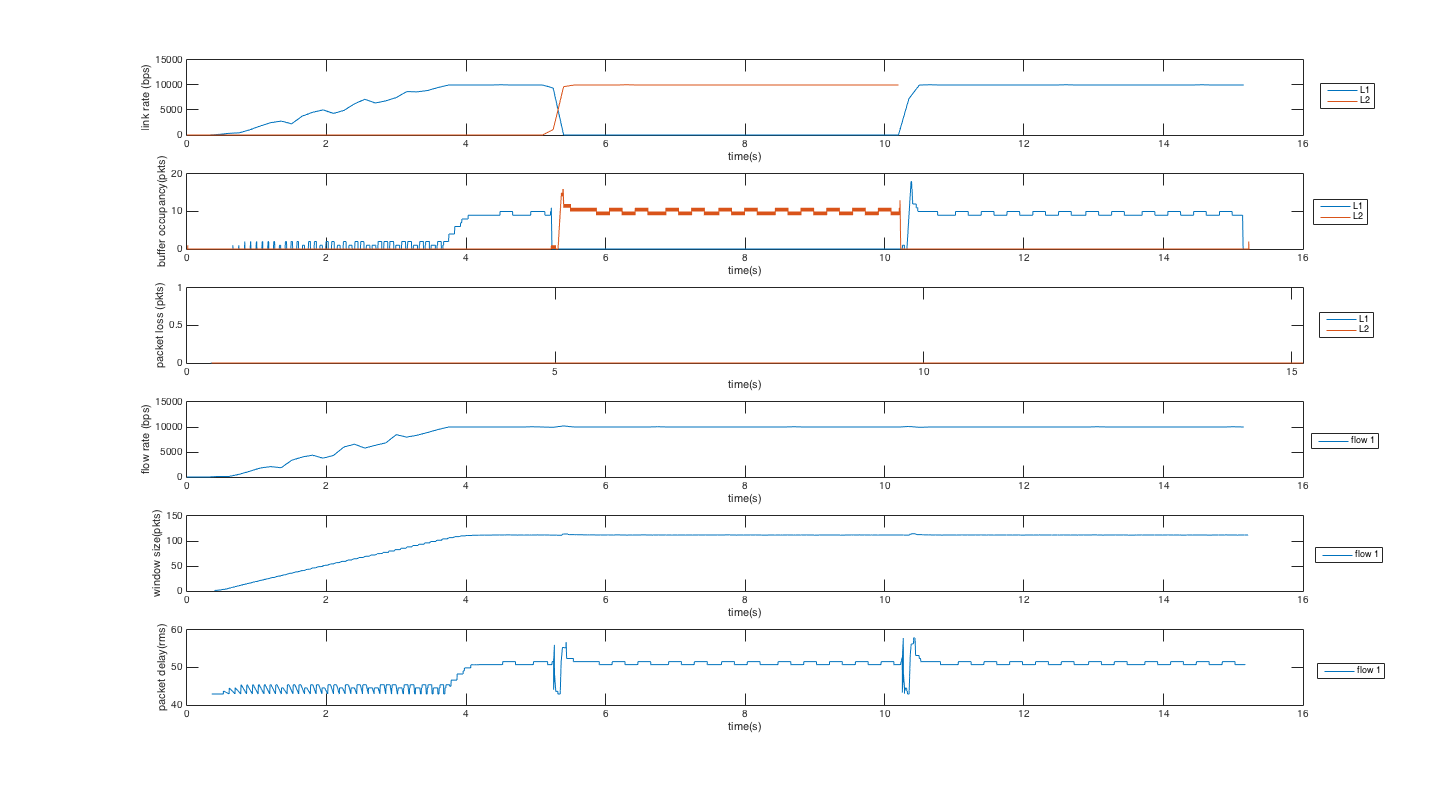 link rate (bps)
15000
10000
5000
0
0 2 4 6 8 10 12 14 16
time(s)
L1
L2
buffer occupancy(pkts)
20
10
0
0 2 4 6 8 10 12 14 16
time(s)
L1
L2
packet loss (pkts)
1
0.5
0
0 5 10 15
time(s)
L1
L2
flow rate (bps)
15000
10000
5000
0
0 2 4 6 8 10 12 14 16
time(s)
flow 1
window size(pkts)
150
100
50
0
0 2 4 6 8 10 12 14 16
time(s)
flow 1
packet delay(rms)
60
50
40
0 2 4 6 8 10 12 14 16
time(s)
flow 1